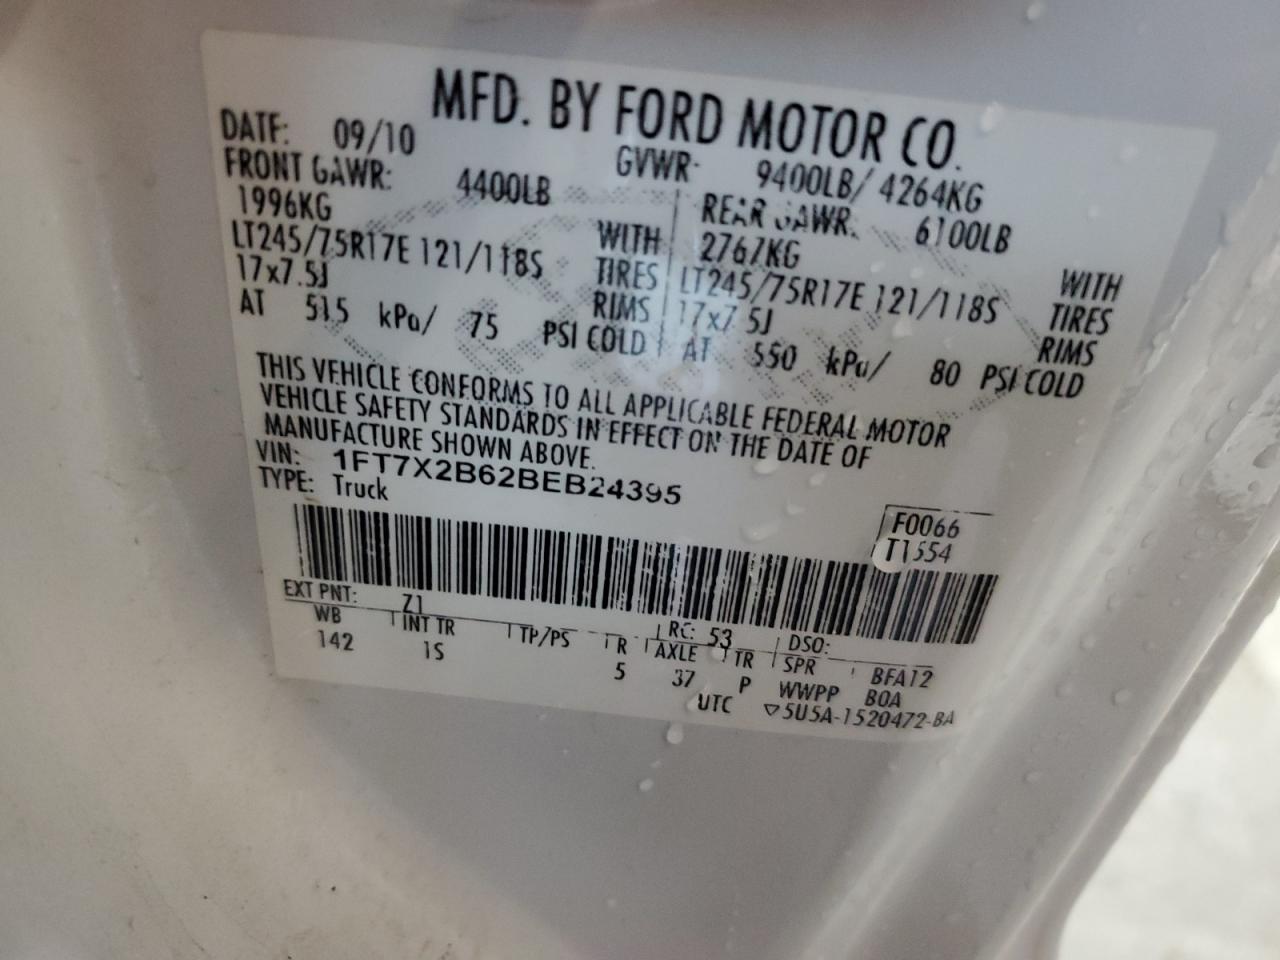 MFD. BY FORD MOTOR CO.
DATE: 09/10 GVWR: 9400LB/ 4264KG
FRONT GAWR: 4400LB REAR GAWR: 6100LB
1996KG WITH 2767KG WITH
LT245/75R17E 121/118S TIRES LT245/75R17E 121/118S TIRES
17x7.5J RIMS 17x7.5J RIMS
AT 515 kPa/ 75 PSI COLD AT 550 kPa/ 80 PSI COLD
THIS VEHICLE CONFORMS TO ALL APPLICABLE FEDERAL MOTOR
VEHICLE SAFETY STANDARDS IN EFFECT ON THE DATE OF
MANUFACTURE SHOWN ABOVE.
VIN: 1FT7X2B62BEB24395
TYPE: Truck
F0066
T1554
EXT PNT: Z1 RC: 53 DSO:
WB INT TR TP/PS R AXLE TR SPR BFA12
142 1S 5 37 P WWPP B0A
UTC ▽5U5A-1520472-BA